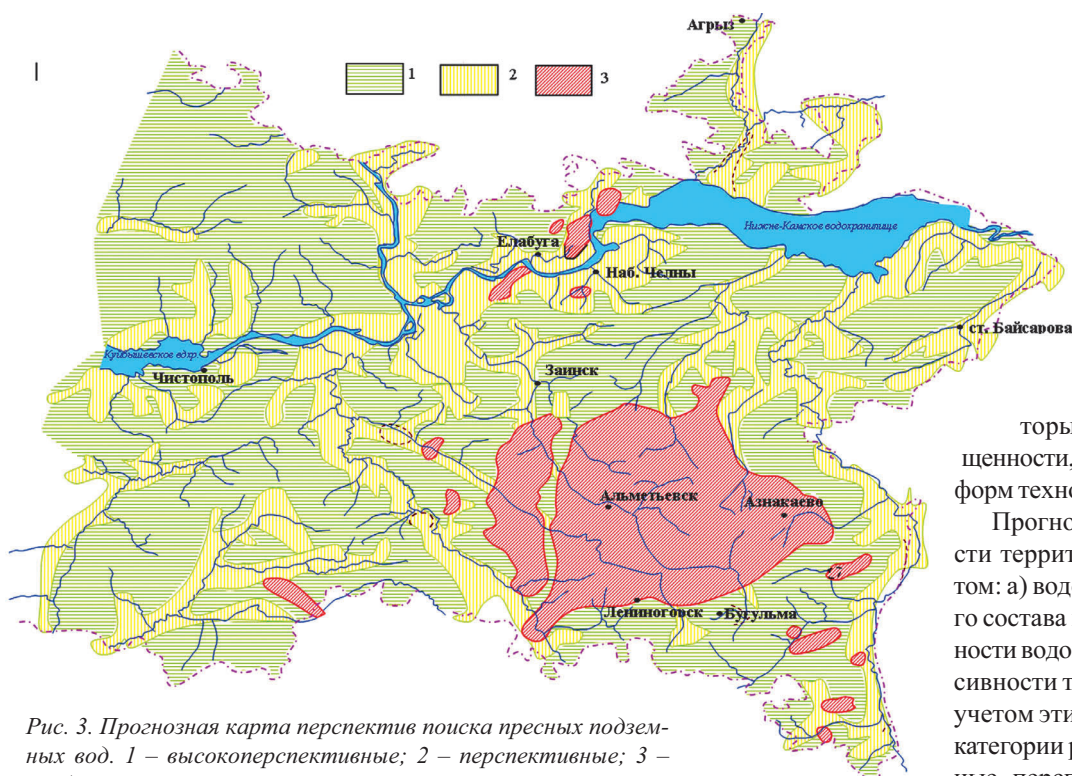 Агрыз
1
2
3
Нижне-Камское водохранилище
Елабуга
Наб. Челны
ст. Байсарова
Куйбышевское вдхр.
Чистополь
Заинск
Альметьевск
Азнакаево
Лениногорск
Бугульма
Рис. 3. Прогнозная карта перспектив поиска пресных подзем-
ных вод. 1 – высокоперспективные; 2 – перспективные; 3 –
торы
щенности,
форм техно
Прогно
сти террит
том: а) вод
го состава
ности водо
сивности т
учетом эти
категории р